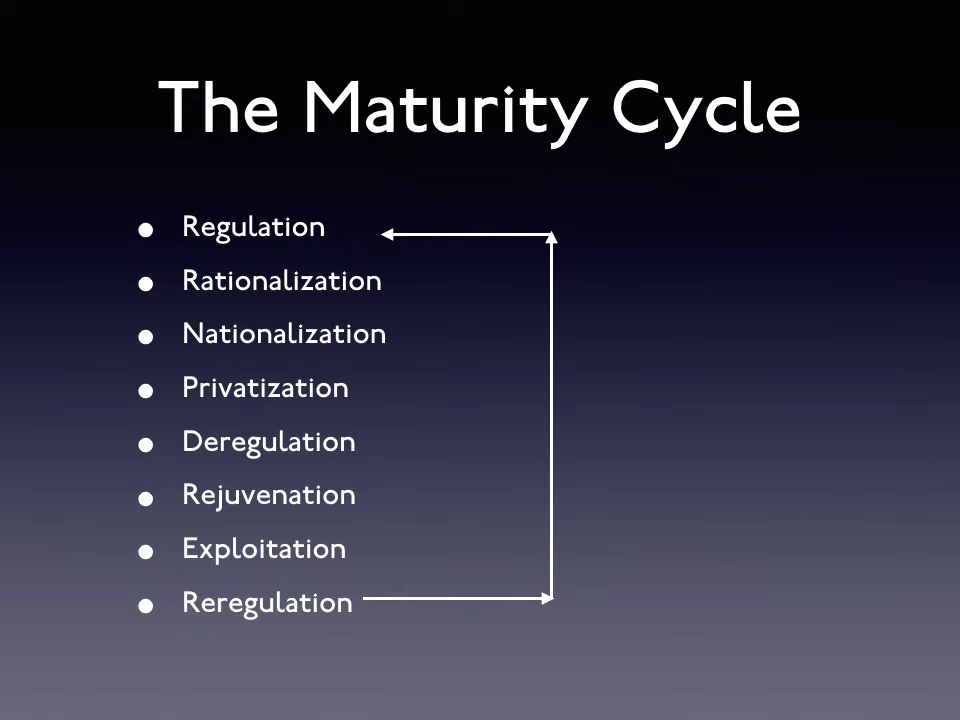 The Maturity Cycle
• Regulation
• Rationalization
• Nationalization
• Privatization
• Deregulation
• Rejuvenation
• Exploitation
• Reregulation